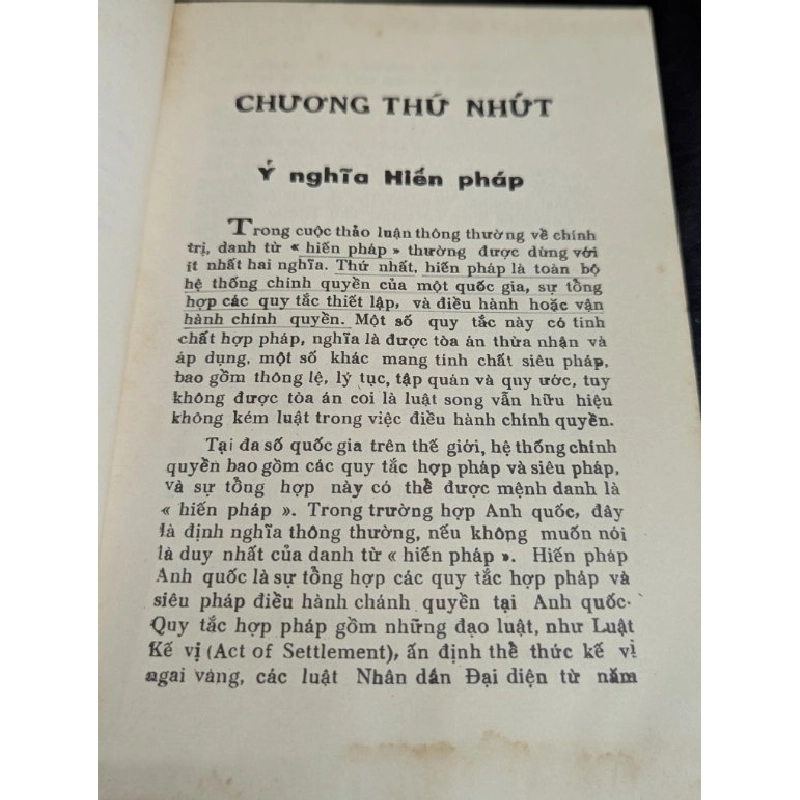 CHƯƠNG THỨ NHỨT
Ý nghĩa Hiến pháp
Trong cuộc thảo luận thông thường về chính
trị, danh từ « hiến pháp » thường được dùng với
ít nhất hai nghĩa. Thứ nhất, hiến pháp là toàn bộ
hệ thống chính quyền của một quốc gia, sự tổng
hợp các quy tắc thiết lập, và điều hành hoặc vận
hành chính quyền. Một số quy tắc này có tính
chất hợp pháp, nghĩa là được tòa án thừa nhận và
áp dụng, một số khác mang tính chất siêu pháp,
bao gồm thông lệ, lý tục, tập quán và quy ước, tuy
không được tòa án coi là luật song vẫn hữu hiệu
không kém luật trong việc điều hành chính quyền.
Tại đa số quốc gia trên thế giới, hệ thống chính
quyền bao gồm các quy tắc hợp pháp và siêu pháp,
và sự tổng hợp này có thể được mệnh danh là
« hiến pháp ». Trong trường hợp Anh quốc, đây
là định nghĩa thông thường, nếu không muốn nói
là duy nhất của danh từ « hiến pháp ». Hiến pháp
Anh quốc là sự tổng hợp các quy tắc hợp pháp và
siêu pháp điều hành chánh quyền tại Anh quốc.
Quy tắc hợp pháp gồm những đạo luật, như Luật
Kế vị (Act of Settlement), ấn định thể thức kế vị
ngai vàng, các luật Nhân dân Đại diện từ năm